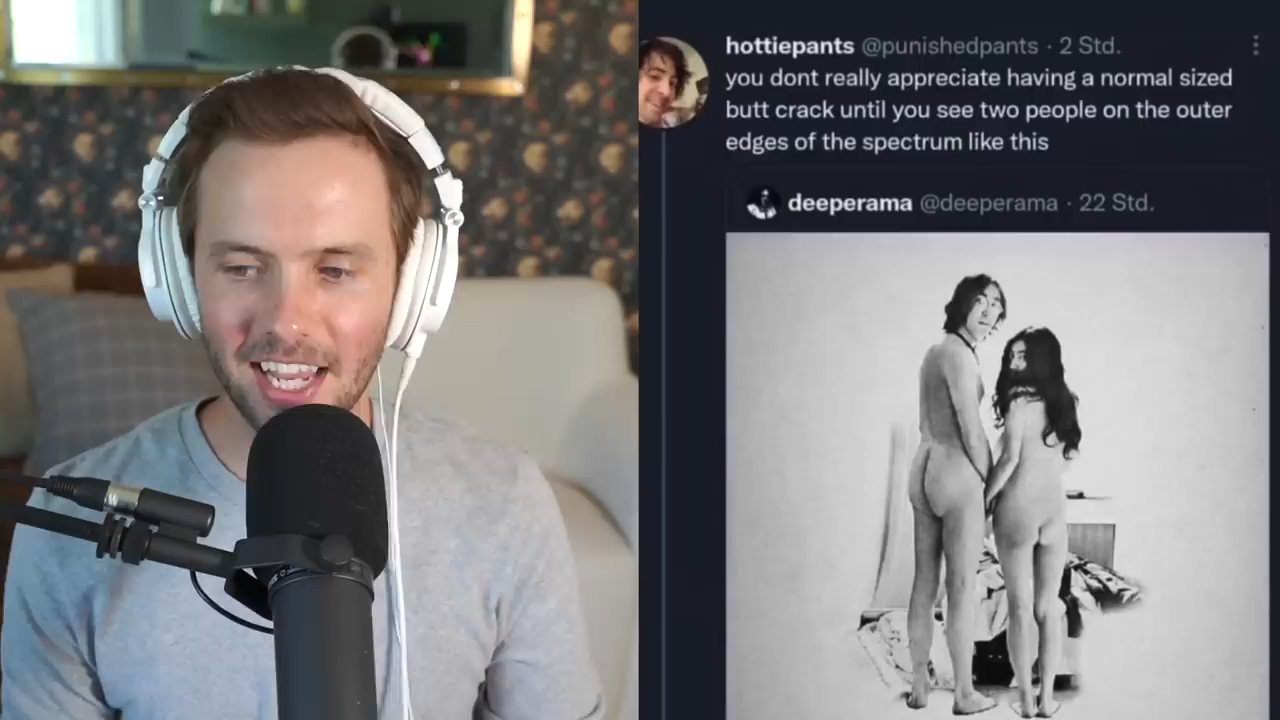 hottiepants @punishedpants · 2 Std.
you dont really appreciate having a normal sized
butt crack until you see two people on the outer
edges of the spectrum like this
deeperama @deeperama · 22 Std.